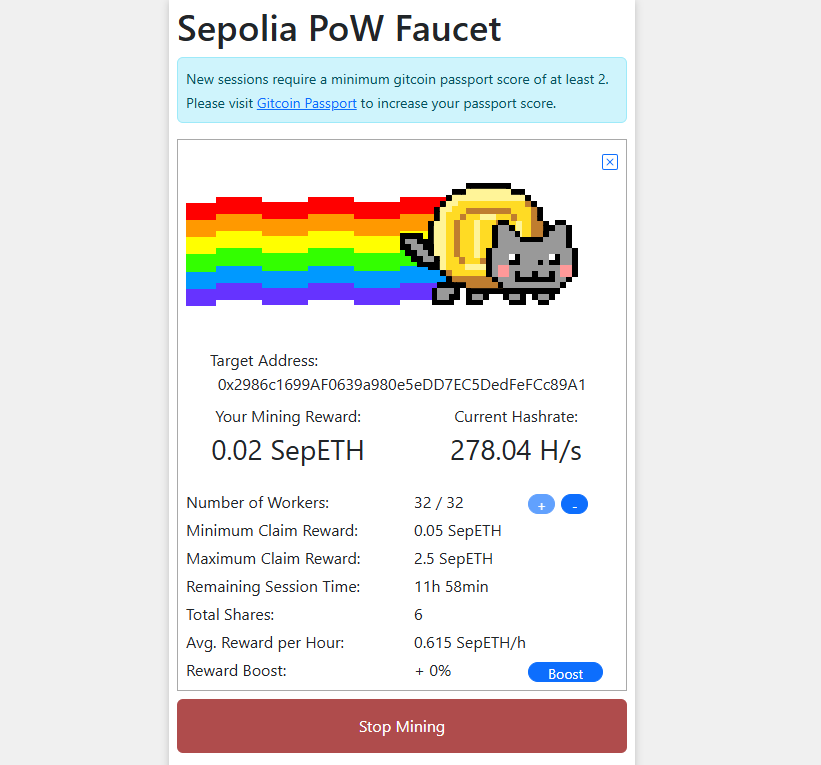 Sepolia PoW Faucet
New sessions require a minimum gitcoin passport score of at least 2.
Please visit Gitcoin Passport to increase your passport score.
Target Address:
0x2986c1699AF0639a980e5eDD7EC5DedFeFCc89A1
Your Mining Reward: Current Hashrate:
0.02 SepETH 278.04 H/s
Number of Workers: 32 / 32 + -
Minimum Claim Reward: 0.05 SepETH
Maximum Claim Reward: 2.5 SepETH
Remaining Session Time: 11h 58min
Total Shares: 6
Avg. Reward per Hour: 0.615 SepETH/h
Reward Boost: + 0% Boost
Stop Mining